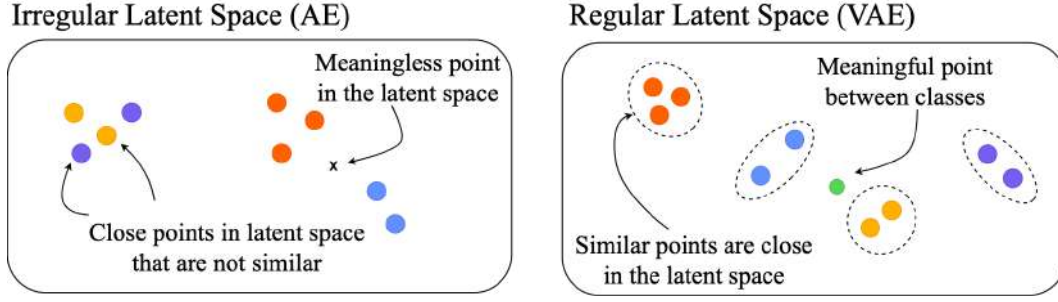 Irregular Latent Space (AE)
Meaningless point
in the latent space
x
Close points in latent space
that are not similar
Regular Latent Space (VAE)
Meaningful point
between classes
Similar points are close
in the latent space